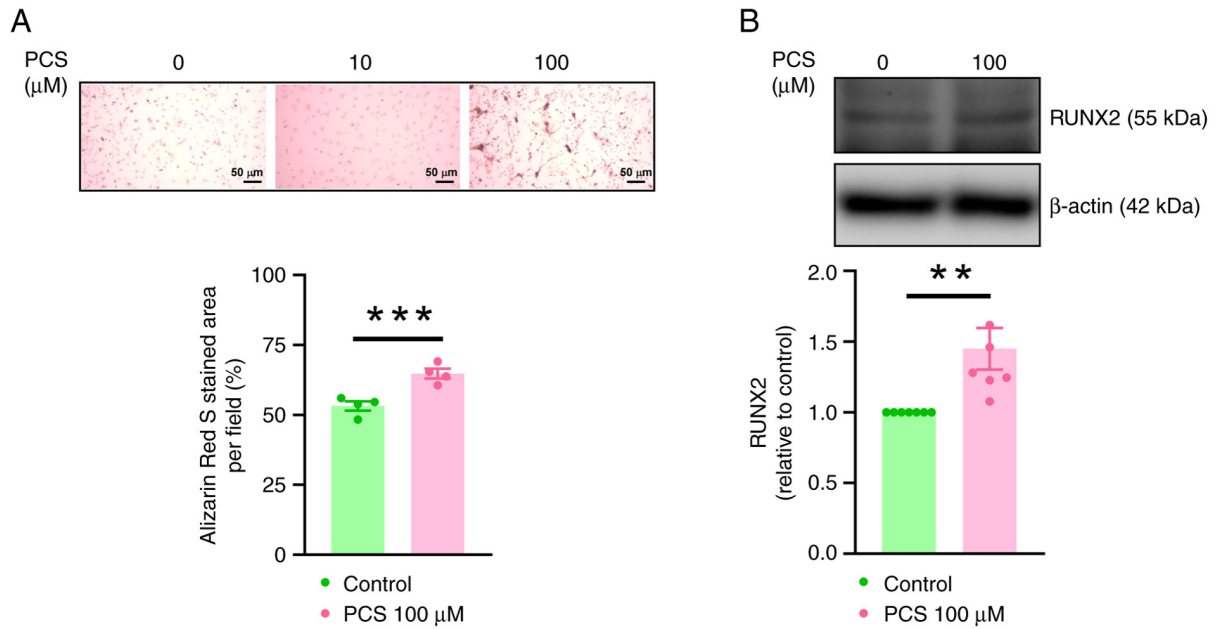 A
PCS
(μM)
0
10
100
50 μm
50 μm
50 μm
100
75
50
25
0
Alizarin Red S stained area
per field (%)
***
Control
PCS 100 μM
B
PCS
(μM)
0
100
RUNX2 (55 kDa)
β-actin (42 kDa)
2.0
1.5
1.0
0.5
0.0
RUNX2
(relative to control)
**
Control
PCS 100 μM